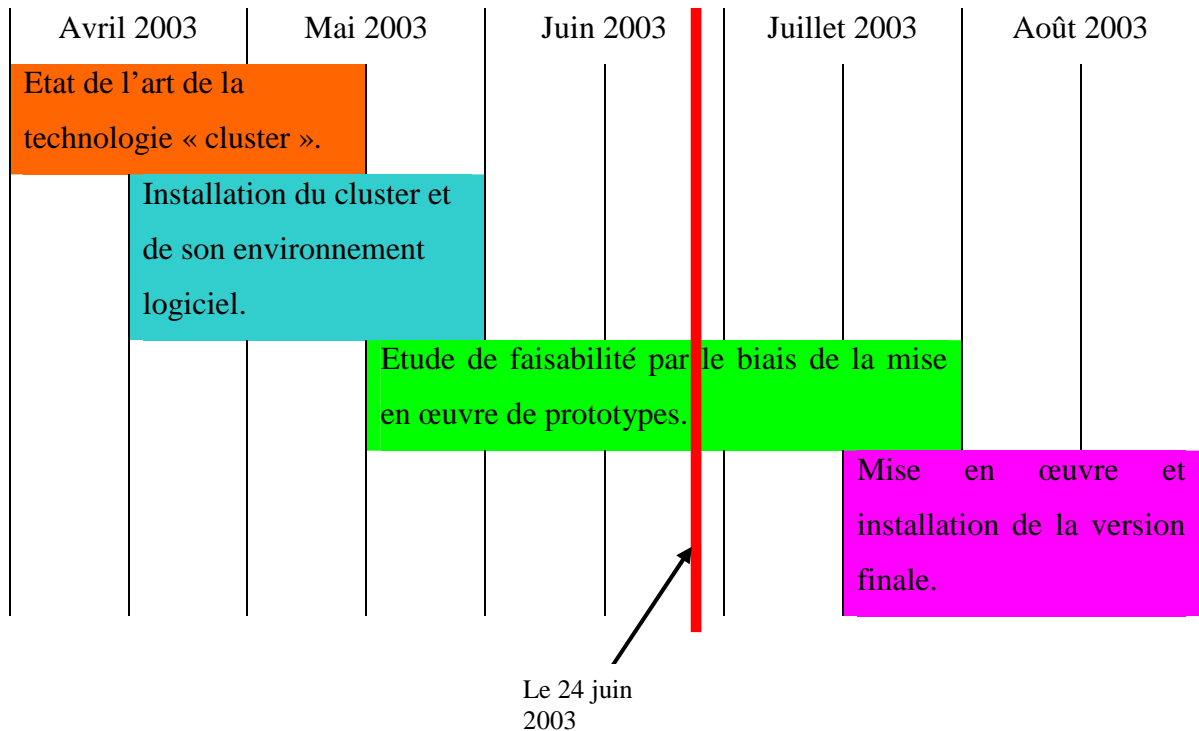 Avril 2003 Mai 2003 Juin 2003 Juillet 2003 Août 2003
Etat de l’art de la
technologie « cluster ».
Installation du cluster et
de son environnement
logiciel.
Etude de faisabilité par le biais de la mise
en œuvre de prototypes.
Mise en œuvre et
installation de la version
finale.
Le 24 juin
2003